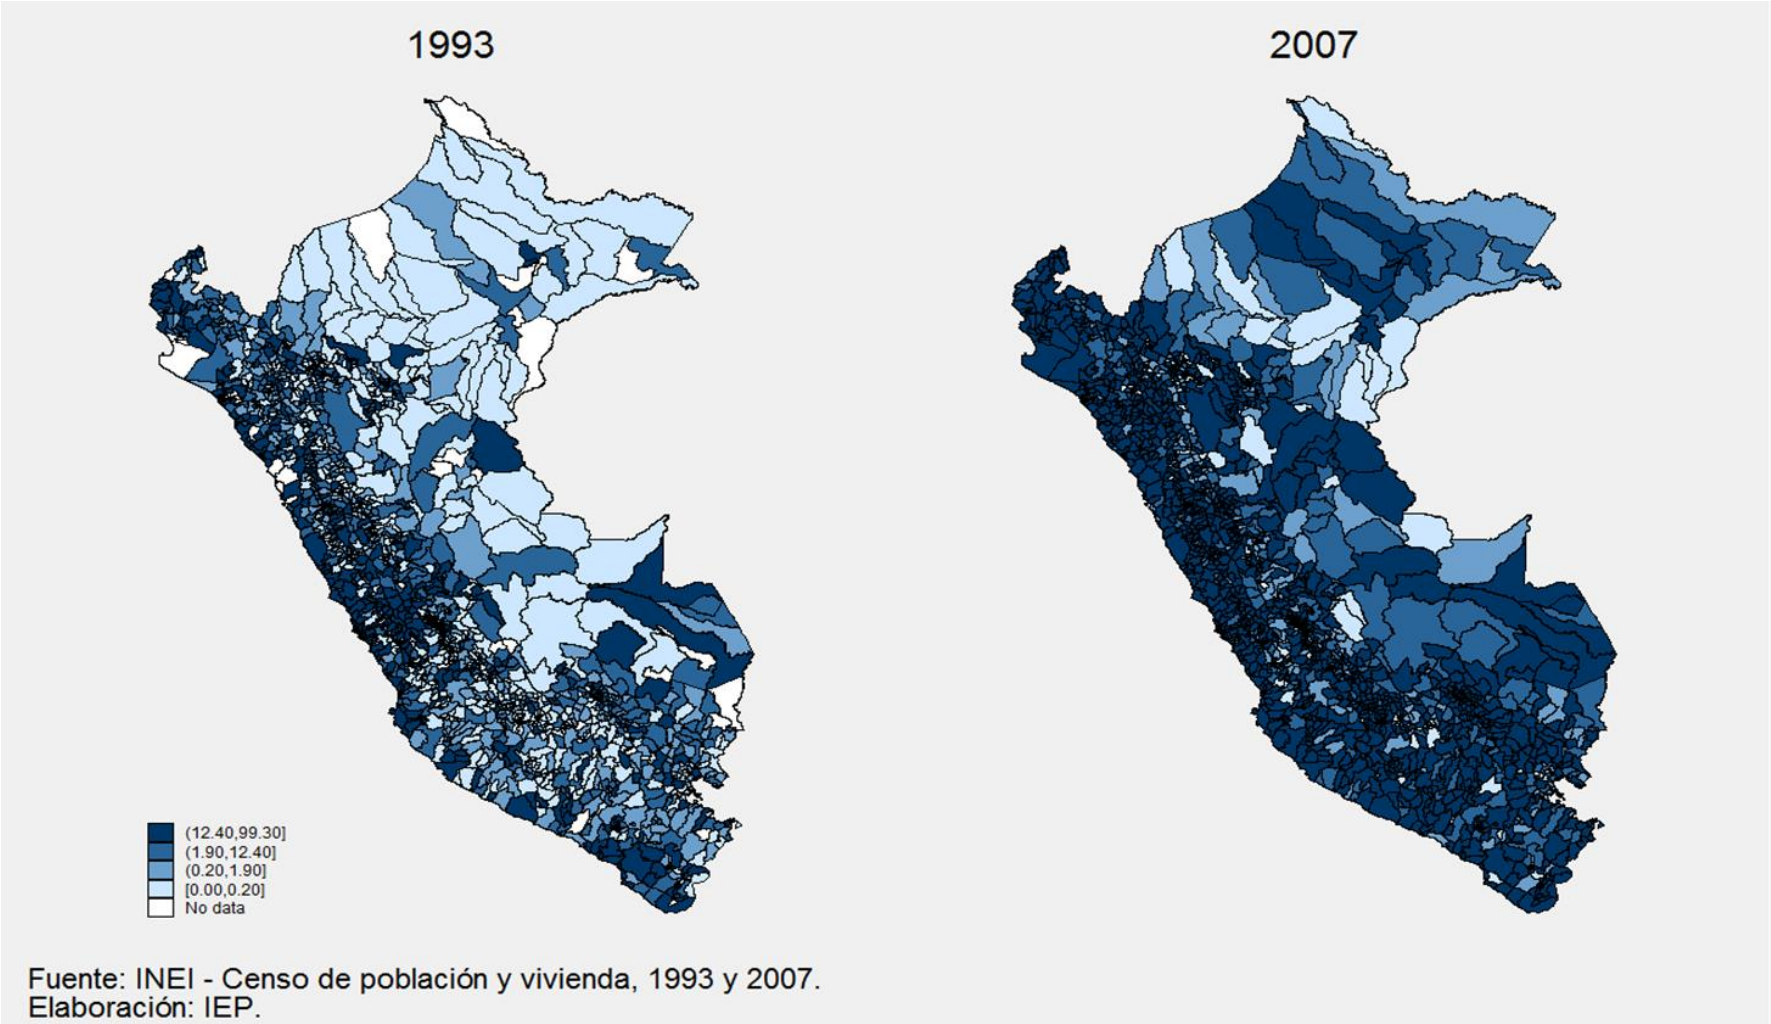 1993
2007
(12.40,99.30]
(1.90,12.40]
(0.20,1.90]
[0.00,0.20]
No data
Fuente: INEI - Censo de población y vivienda, 1993 y 2007.
Elaboración: IEP.